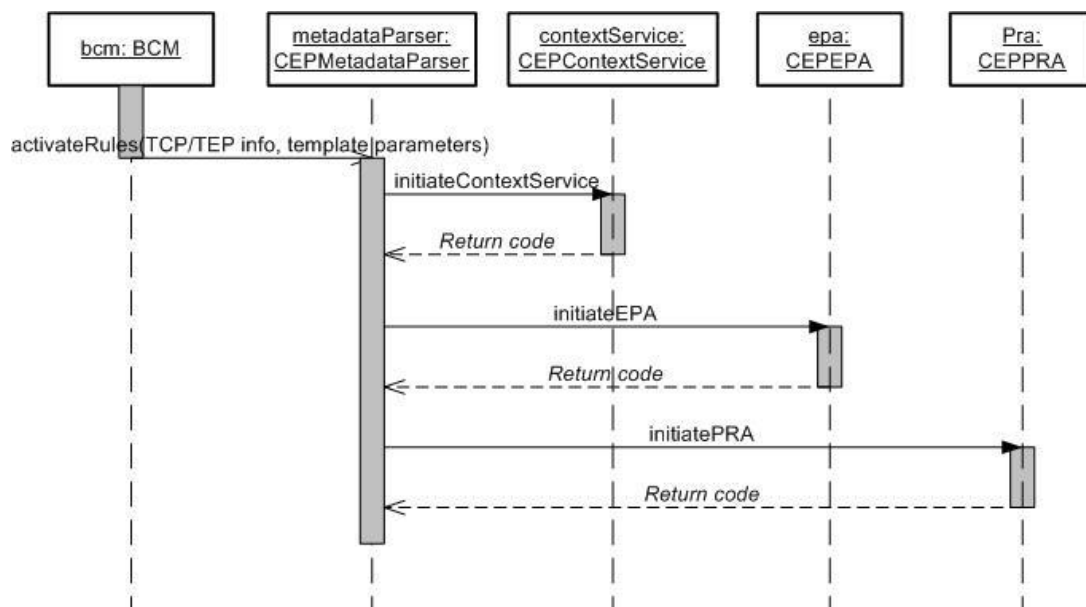 bcm: BCM
metadataParser:
CEPMetadataParser
contextService:
CEPContextService
epa:
CEPEPA
Pra:
CEPPRA
activateRules(TCP/TEP info, template parameters)
initiateContextService
Return code
initiateEPA
Return code
initiatePRA
Return code